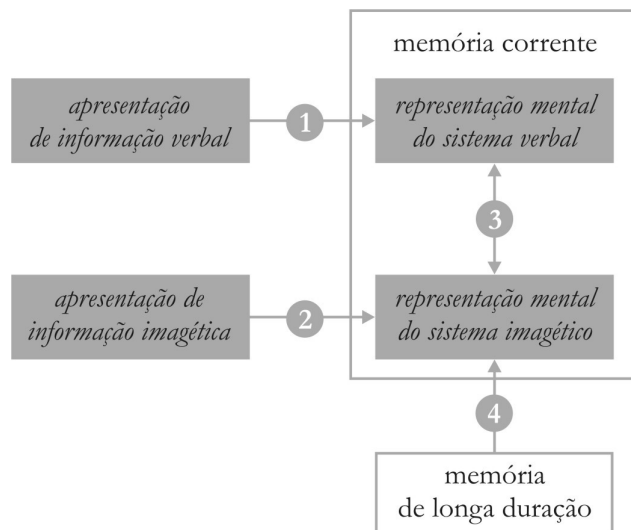 memória corrente
apresentação
de informação verbal
1
representação mental
do sistema verbal
3
apresentação de
informação imagética
2
representação mental
do sistema imagético
4
memória
de longa duração